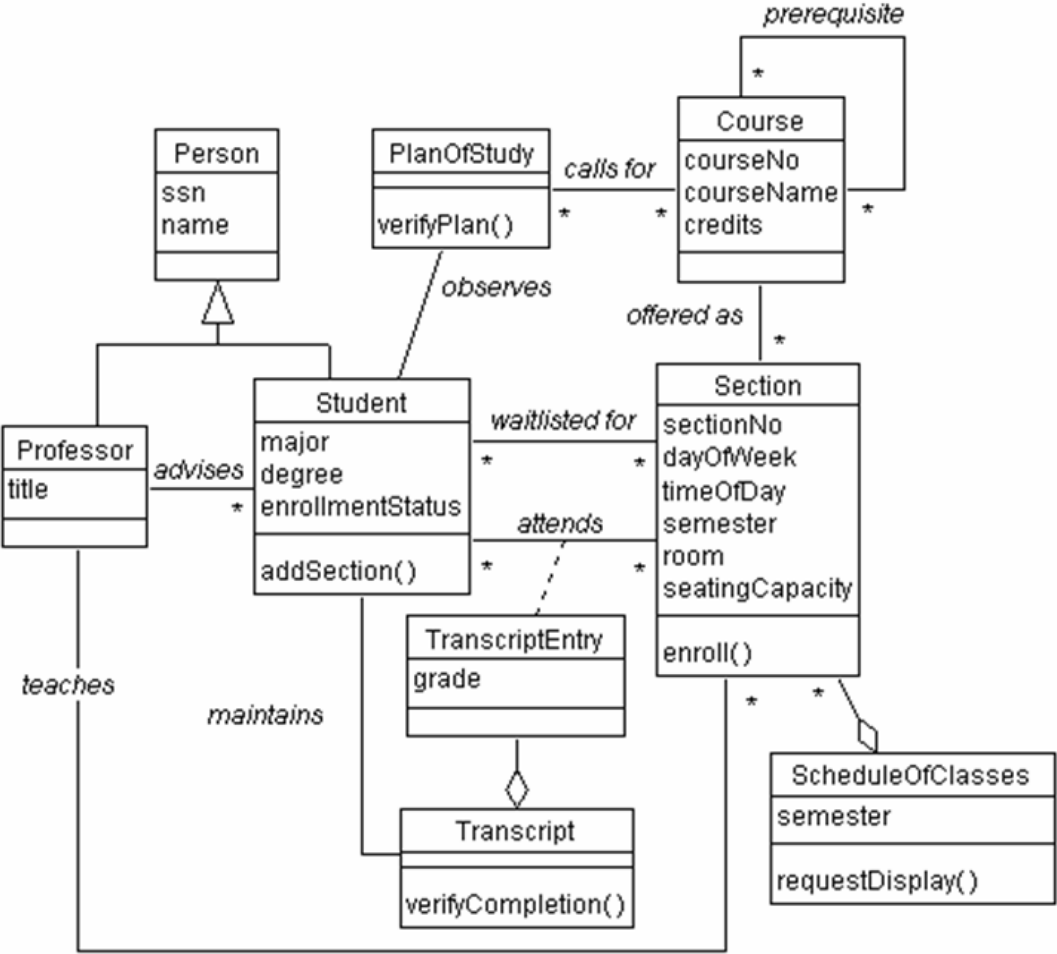 prerequisite
*
Course
courseNo
courseName
credits
*
Person
ssn
name
PlanOfStudy
verifyPlan()
calls for
*
*
observes
offered as
*
Student
major
degree
enrollmentStatus
addSection()
Professor
title
advises
*
waitlisted for
*
*
attends
*
*
Section
sectionNo
dayOfWeek
timeOfDay
semester
room
seatingCapacity
enroll()
*
*
TranscriptEntry
grade
teaches
maintains
Transcript
verifyCompletion()
ScheduleOfClasses
semester
requestDisplay()